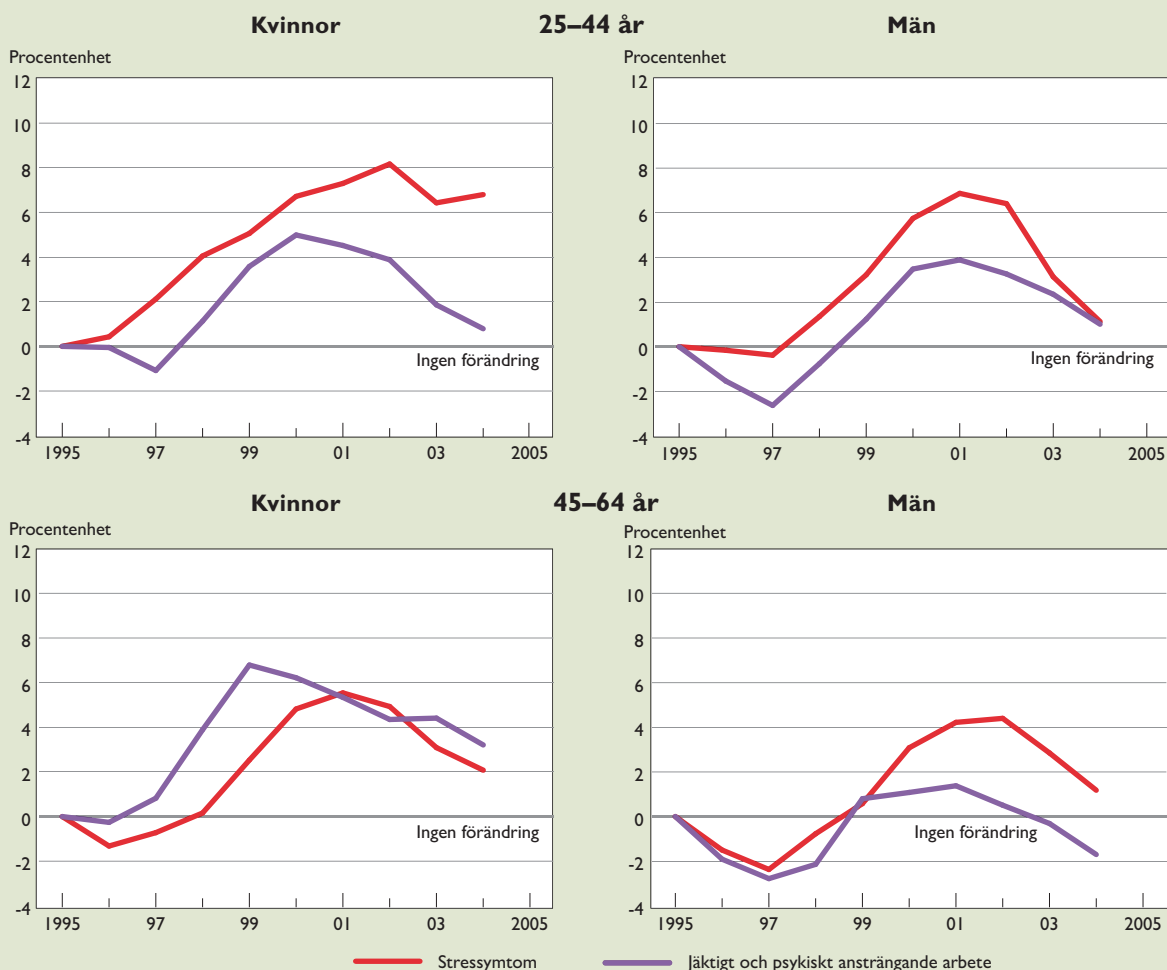 Kvinnor 25–44 år Män
Procentenhet Procentenhet
12 12
10 10
8 8
6 6
4 4
2 2
0 0
Ingen förändring Ingen förändring
-2 -2
-4 -4
1995 97 99 01 03 2005 1995 97 99 01 03 2005
Kvinnor 45–64 år Män
Procentenhet Procentenhet
12 12
10 10
8 8
6 6
4 4
2 2
0 0
Ingen förändring Ingen förändring
-2 -2
-4 -4
1995 97 99 01 03 2005 1995 97 99 01 03 2005
Stressymtom Jäktigt och psykiskt ansträngande arbete